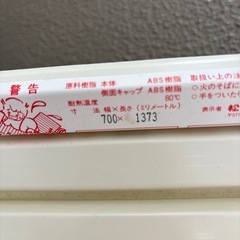 警告
原料樹脂 本体 ABS樹脂
側面キャップ ABS樹脂
耐熱温度 80℃
寸 法 幅×長さ(ミリメートル)
700× 1373
取扱い上の注
●火のそばに
●手をついた
表示者